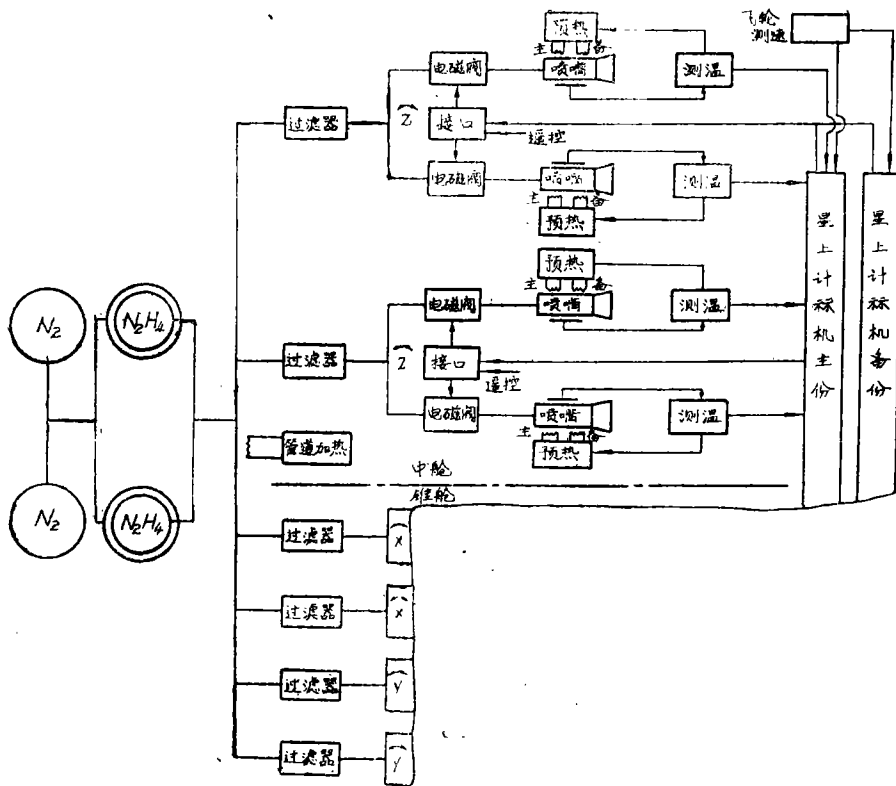 飞轮
测速
预热
主 备
电磁阀
喷嘴
测温
过滤器
Z
接口
遥控
电磁阀
喷嘴
测温
主 备
预热
星上计标机主份
星上计标机备份
预热
主 备
N₂
N₂H₄
电磁阀
喷嘴
测温
过滤器
Z
接口
遥控
电磁阀
喷嘴
测温
主 备
预热
管道加热
中舱
锥舱
N₂
N₂H₄
过滤器
X
过滤器
X
过滤器
Y
过滤器
Y